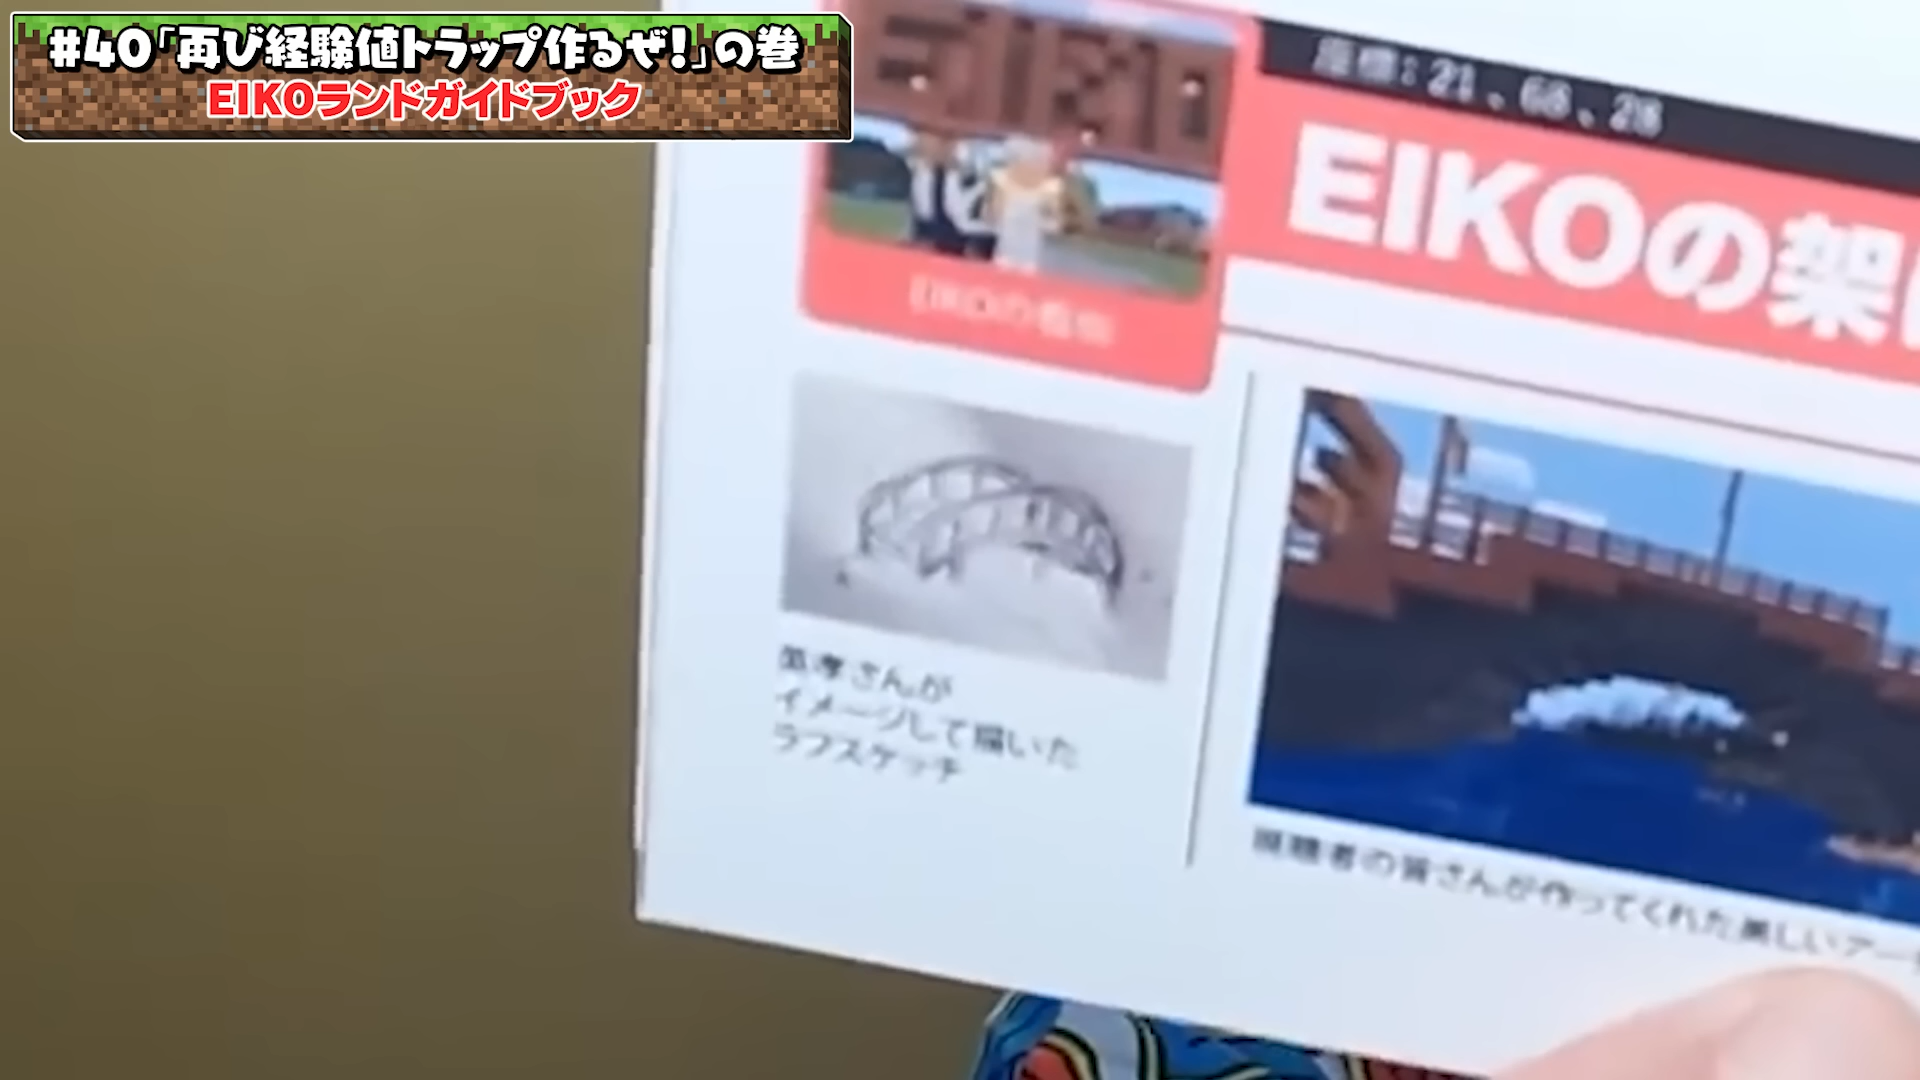 #40「再び経験値トラップ作るぜ!」の巻
EIKOランドガイドブック
座標：21、68、28
EIKOの架
EIKOの
英孝さんが
イメージして描いた
ラフスケッチ
視聴者の皆さんが作ってくれた美しいアー